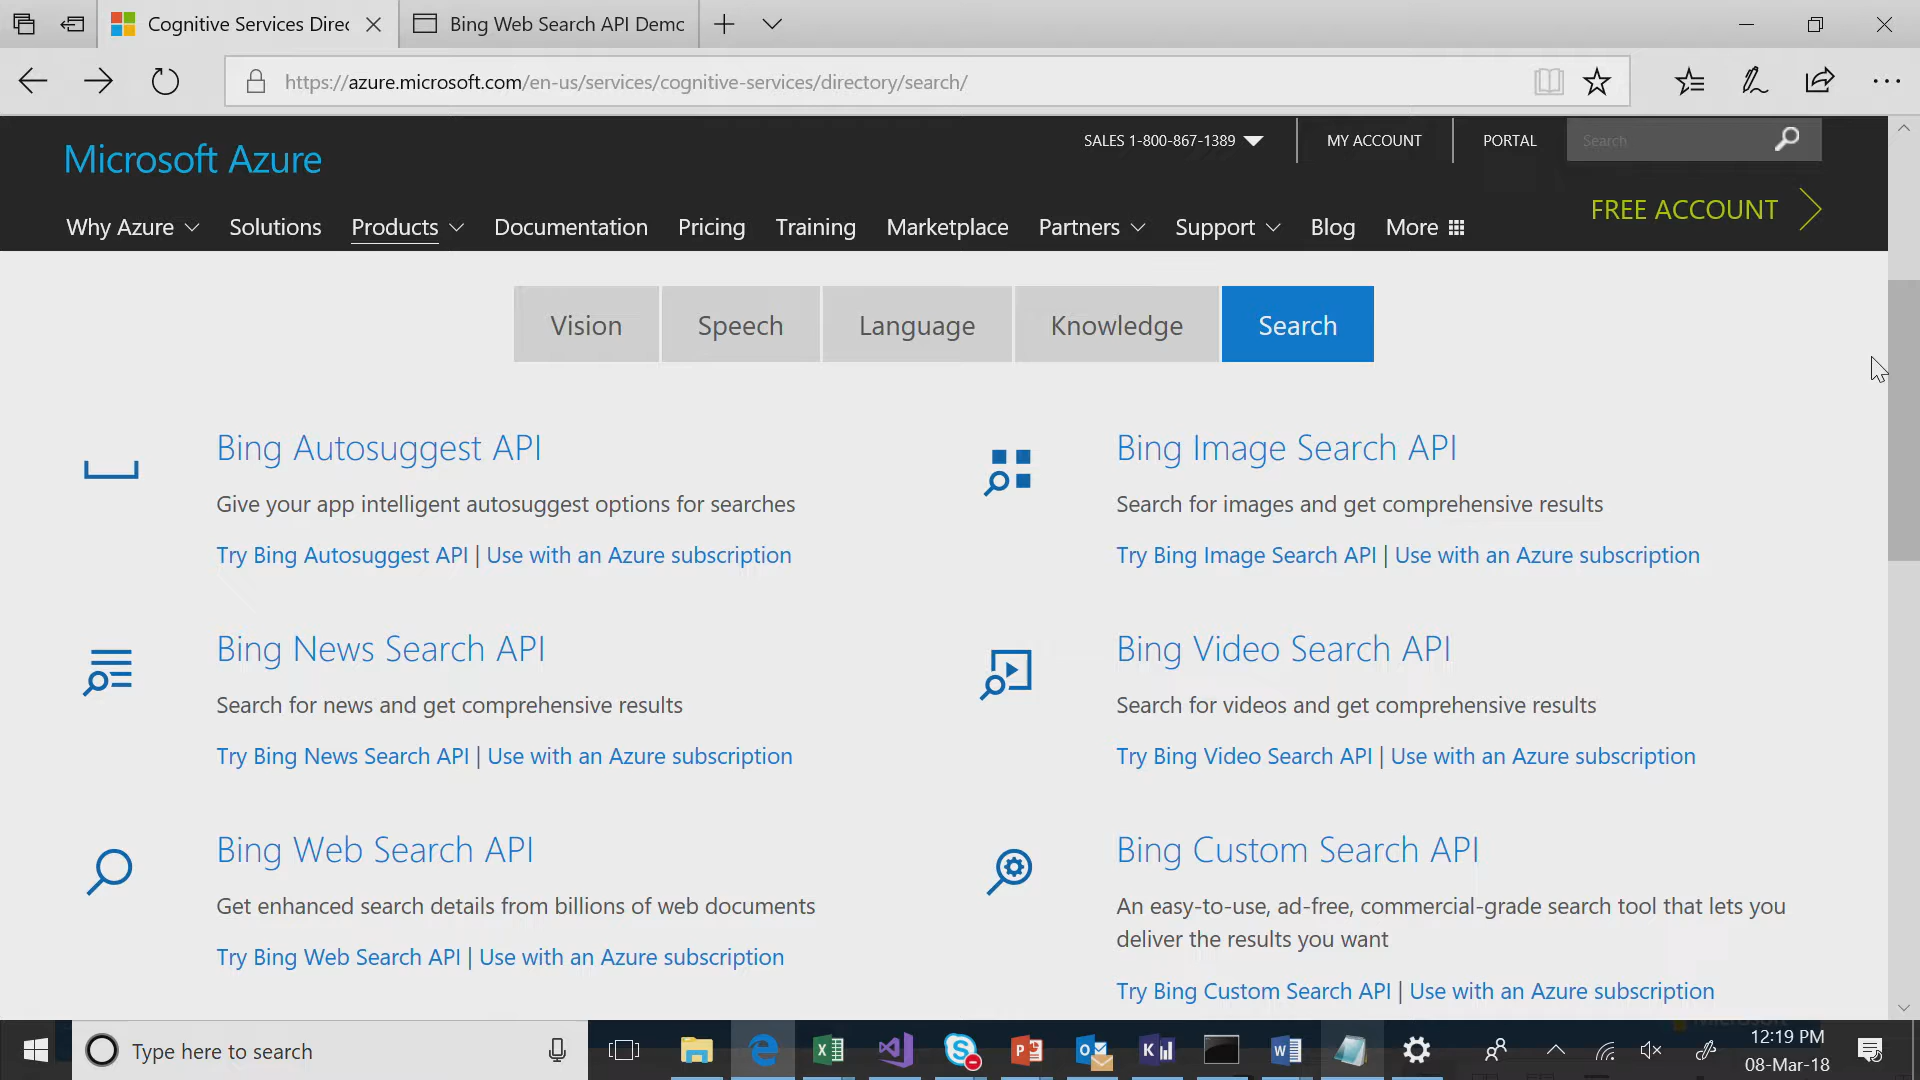 Cognitive Services Direc
Bing Web Search API Demo
https://azure.microsoft.com/en-us/services/cognitive-services/directory/search/
SALES 1-800-867-1389
MY ACCOUNT
PORTAL
Search
Microsoft Azure
FREE ACCOUNT
Why Azure
Solutions
Products
Documentation
Pricing
Training
Marketplace
Partners
Support
Blog
More
Vision
Speech
Language
Knowledge
Search
Bing Autosuggest API
Give your app intelligent autosuggest options for searches
Try Bing Autosuggest API | Use with an Azure subscription
Bing Image Search API
Search for images and get comprehensive results
Try Bing Image Search API | Use with an Azure subscription
Bing News Search API
Search for news and get comprehensive results
Try Bing News Search API | Use with an Azure subscription
Bing Video Search API
Search for videos and get comprehensive results
Try Bing Video Search API | Use with an Azure subscription
Bing Web Search API
Get enhanced search details from billions of web documents
Try Bing Web Search API | Use with an Azure subscription
Bing Custom Search API
An easy-to-use, ad-free, commercial-grade search tool that lets you
deliver the results you want
Try Bing Custom Search API | Use with an Azure subscription
Type here to search
12:19 PM
08-Mar-18